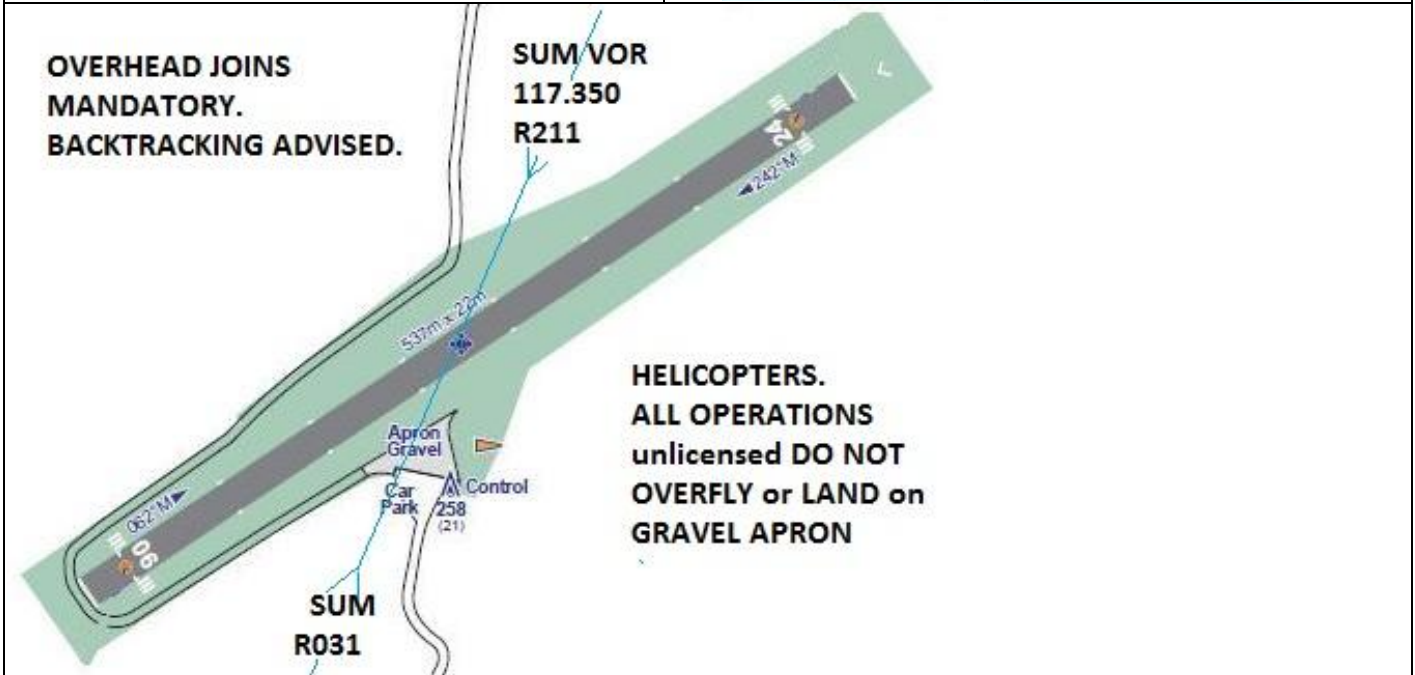 OVERHEAD JOINS
MANDATORY.
BACKTRACKING ADVISED.
SUM VOR
117.350
R211
24
242°M
537m x 22m
HELICOPTERS.
ALL OPERATIONS
unlicensed DO NOT
OVERFLY or LAND on
GRAVEL APRON
Apron
Gravel
Control
Car
Park
258
(21)
062°M
06
SUM
R031